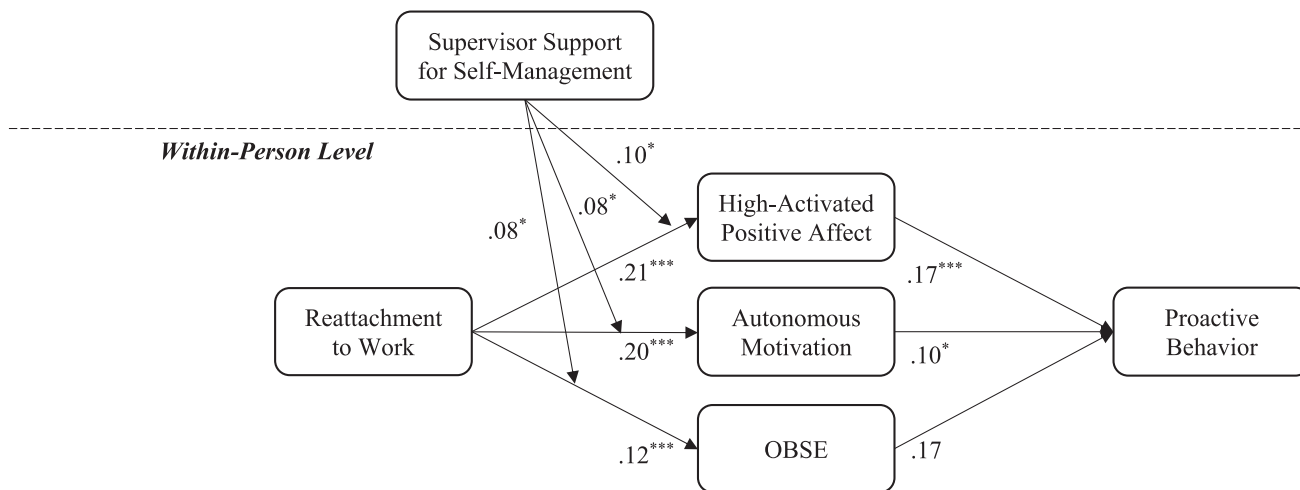 Supervisor Support
for Self-Management
Within-Person Level
.10*
.08*
.08*
High-Activated
Positive Affect
.21***
.17***
Reattachment
to Work
Autonomous
Motivation
Proactive
Behavior
.20***
.10*
OBSE
.12***
.17